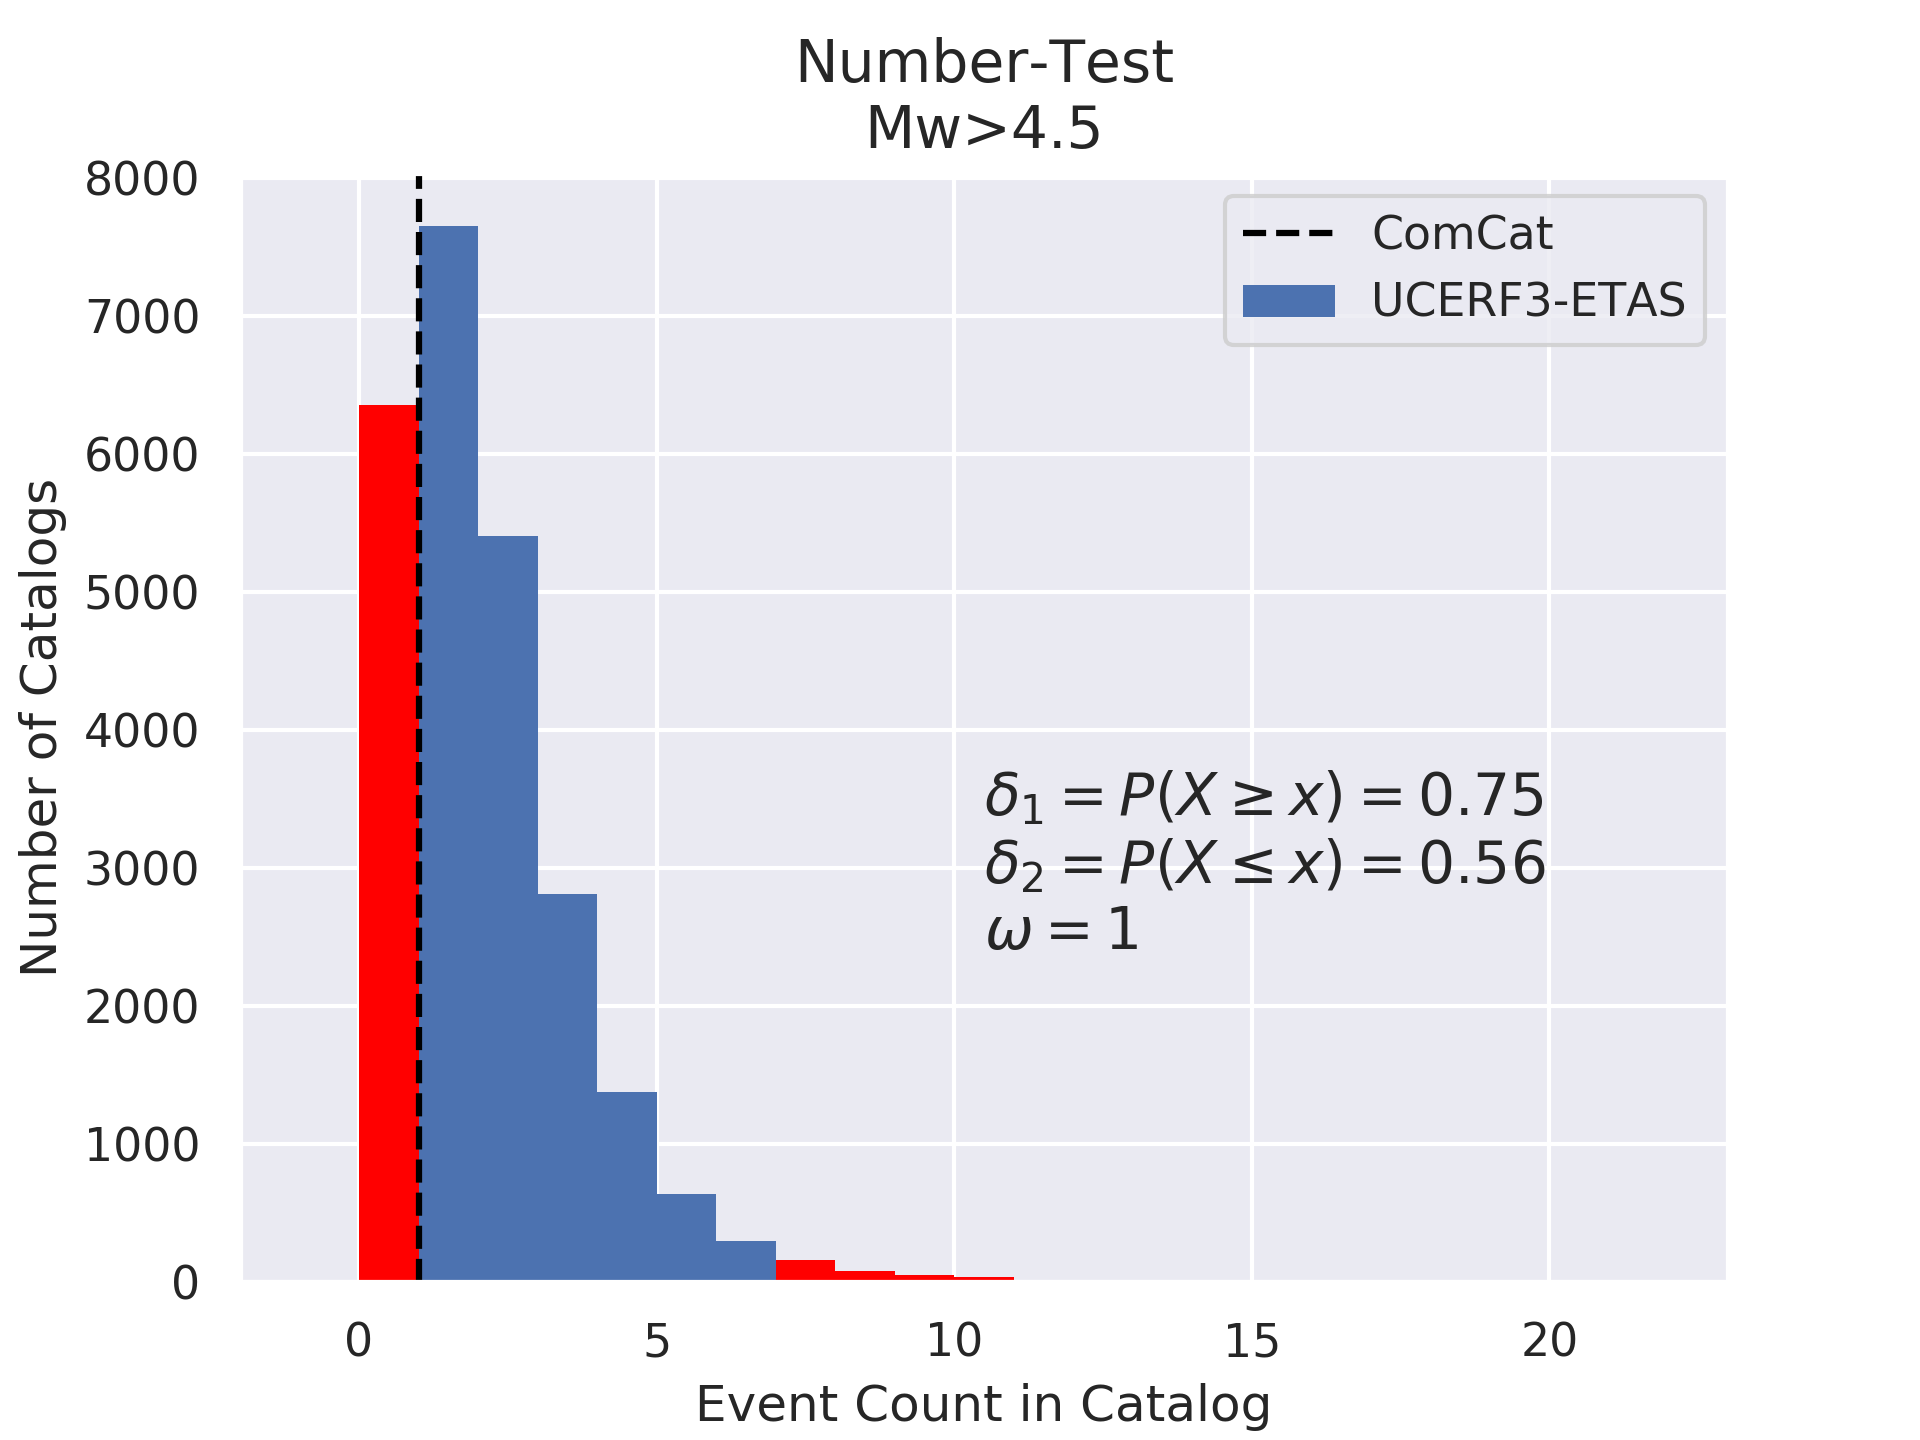 Number-Test
Mw>4.5
8000
7000
6000
5000
4000
3000
2000
1000
0
Number of Catalogs
ComCat
UCERF3-ETAS
δ₁ = P(X ≥ x) = 0.75
δ₂ = P(X ≤ x) = 0.56
ω = 1
0 5 10 15 20
Event Count in Catalog